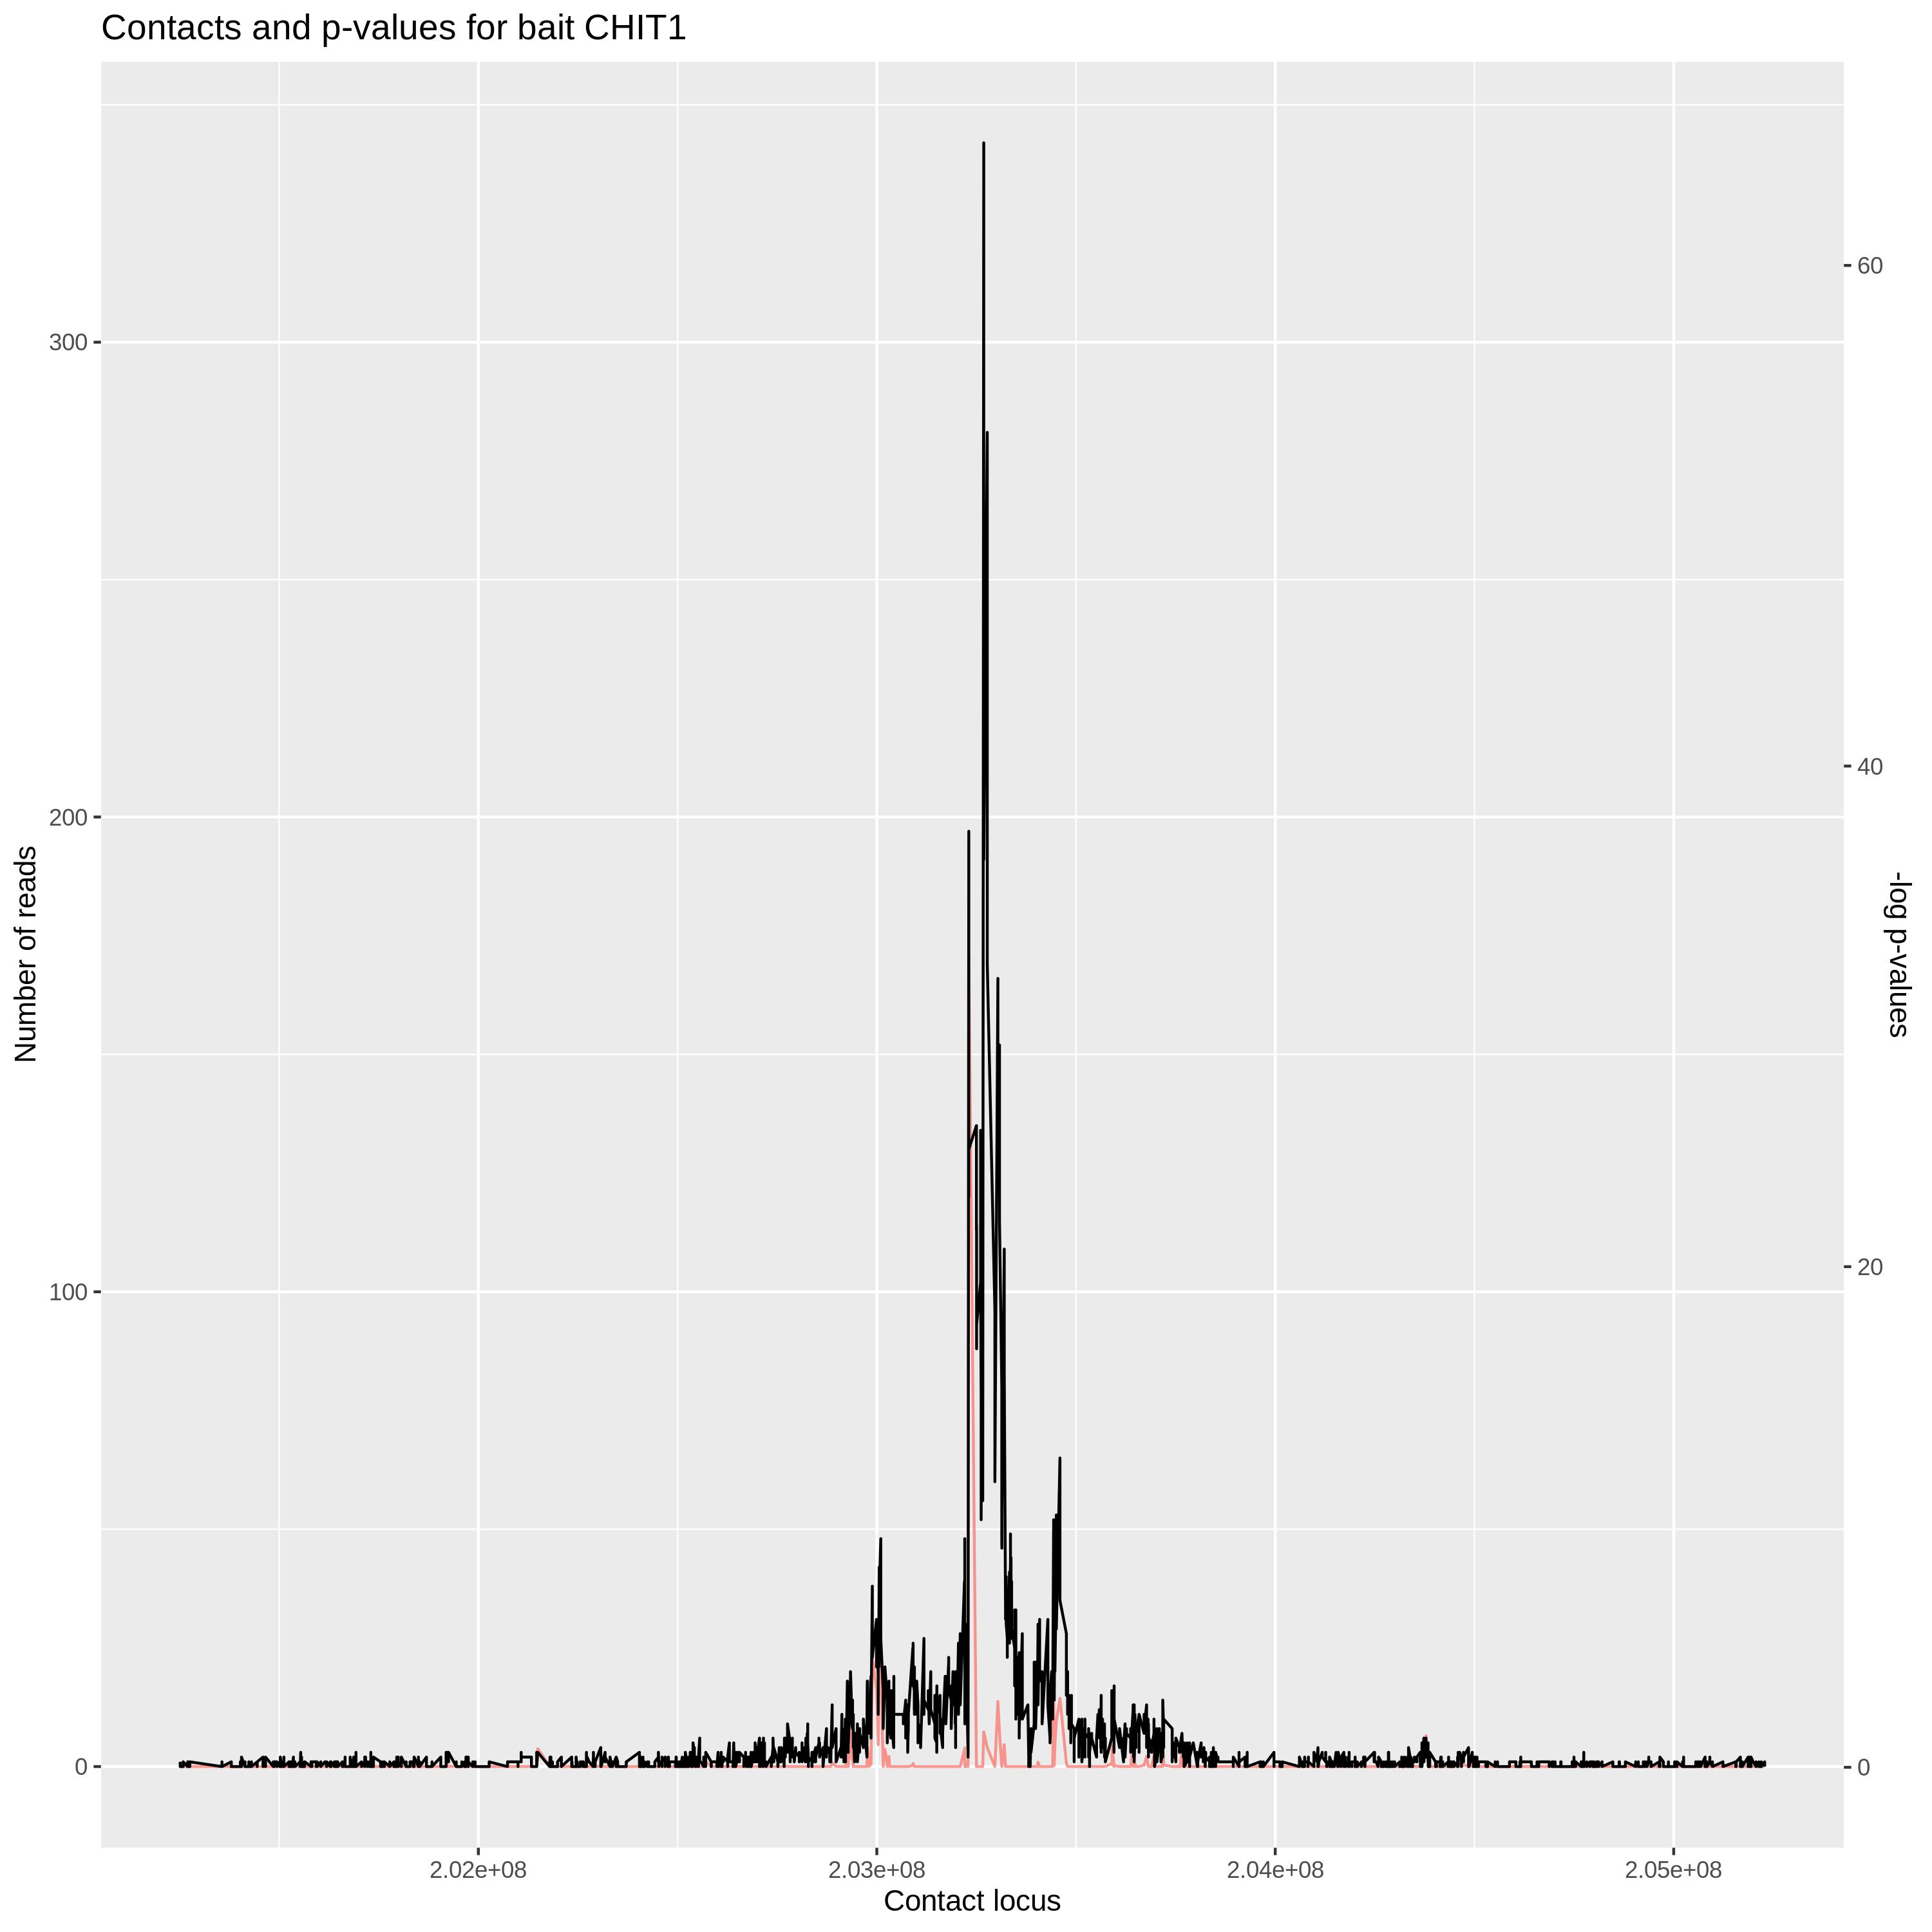 Contacts and p-values for bait CHIT1
300
200
100
0
60
40
20
0
Number of reads
-log p-values
2.02e+08 2.03e+08 2.04e+08 2.05e+08
Contact locus